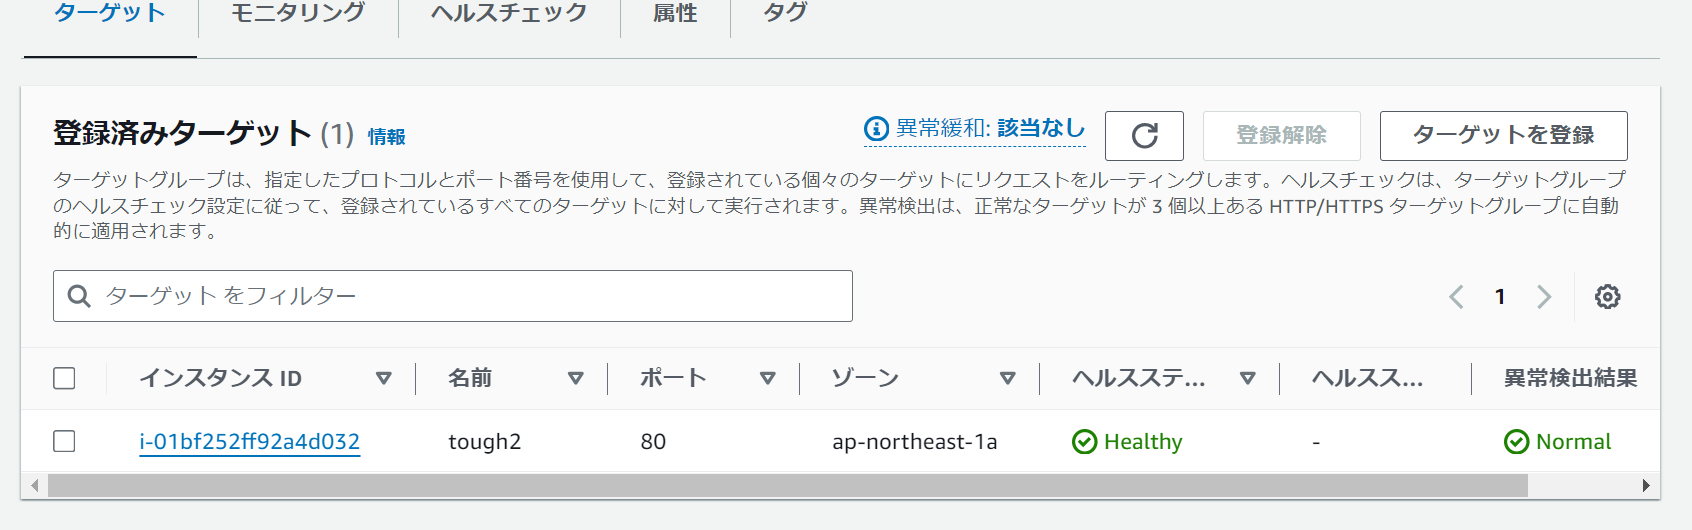 ターゲット モニタリング ヘルスチェック 属性 タグ
登録済みターゲット (1) 情報 異常緩和: 該当なし 登録解除 ターゲットを登録
ターゲットグループは、指定したプロトコルとポート番号を使用して、登録されている個々のターゲットにリクエストをルーティングします。ヘルスチェックは、ターゲットグループ
のヘルスチェック設定に従って、登録されているすべてのターゲットに対して実行されます。異常検出は、正常なターゲットが 3 個以上ある HTTP/HTTPS ターゲットグループに自動
的に適用されます。
ターゲット をフィルター 1
インスタンス ID 名前 ポート ゾーン ヘルスステ... ヘルスス... 異常検出結果
i-01bf252ff92a4d032 tough2 80 ap-northeast-1a Healthy - Normal